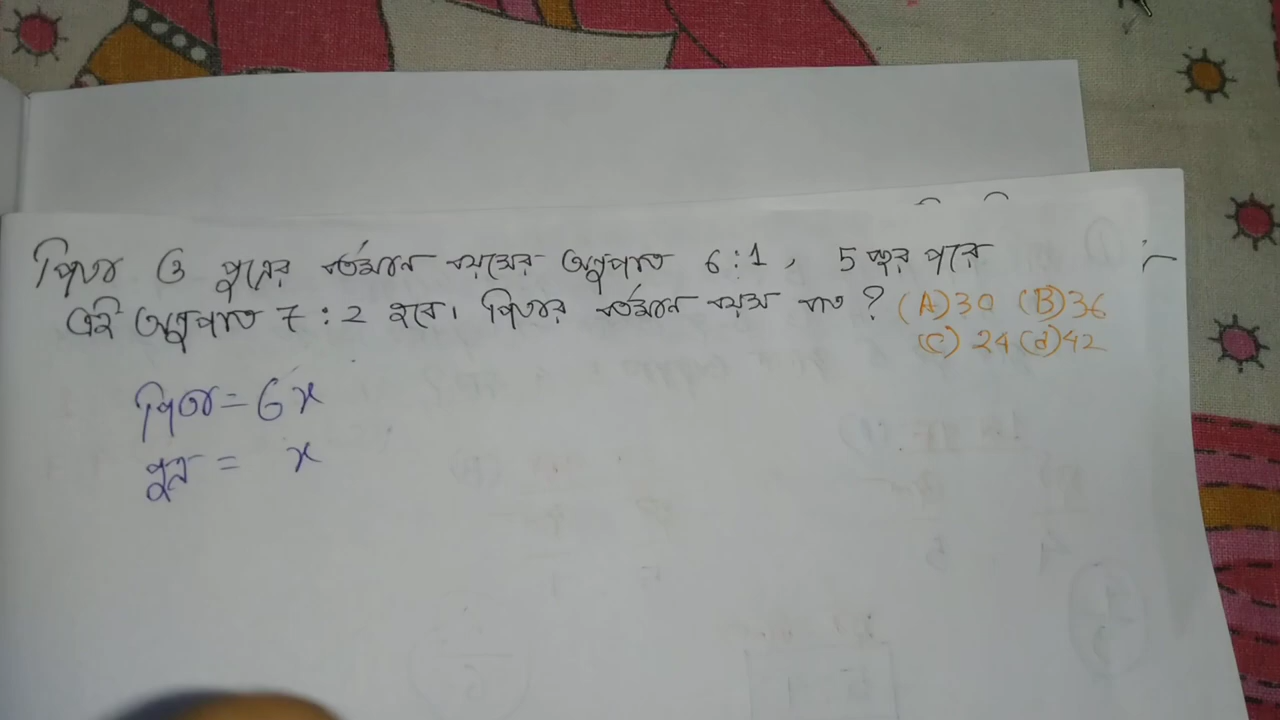 পিতা ও পুত্রের বর্তমান বয়সের অনুপাত 6:1, 5 বছর পরে
এই অনুপাত 7:2 হবে। পিতার বর্তমান বয়স কত? (A)30 (B)36
(C) 24 (d)42
পিতা = 6x
পুত্র = x